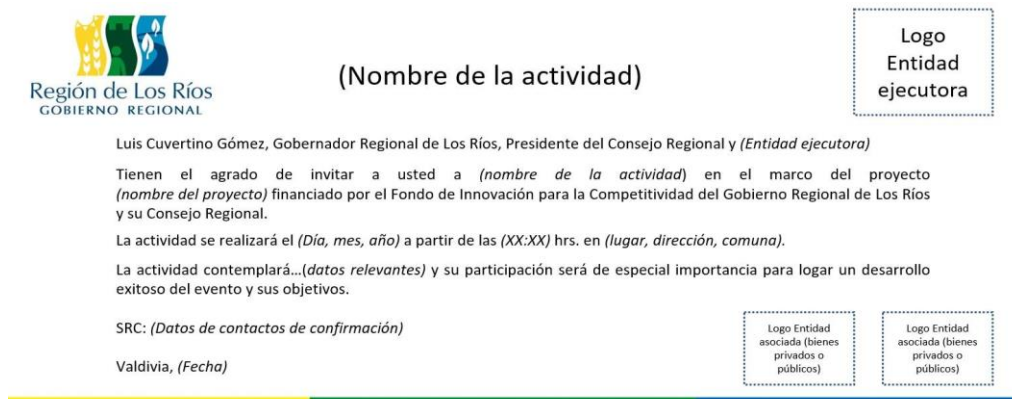 Región de Los Ríos
GOBIERNO REGIONAL
(Nombre de la actividad)
Logo
Entidad
ejecutora
Luis Cuvertino Gómez, Gobernador Regional de Los Ríos, Presidente del Consejo Regional y (Entidad ejecutora)
Tienen el agrado de invitar a usted a (nombre de la actividad) en el marco del proyecto
(nombre del proyecto) financiado por el Fondo de Innovación para la Competitividad del Gobierno Regional de Los Ríos
y su Consejo Regional.
La actividad se realizará el (Día, mes, año) a partir de las (XX:XX) hrs. en (lugar, dirección, comuna).
La actividad contemplará...(datos relevantes) y su participación será de especial importancia para logar un desarrollo
exitoso del evento y sus objetivos.
SRC: (Datos de contactos de confirmación)
Valdivia, (Fecha)
Logo Entidad
asociada (bienes
privados o
públicos)
Logo Entidad
asociada (bienes
privados o
públicos)